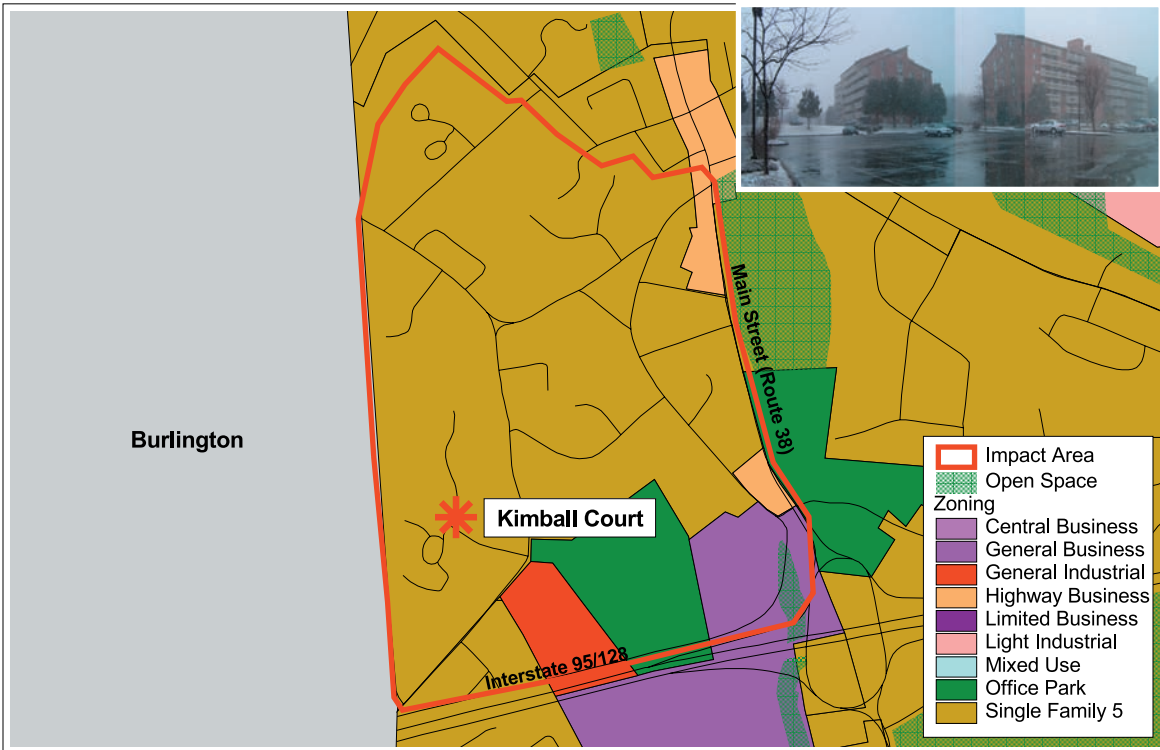 Burlington
Main Street (Route 38)
Kimball Court
Interstate 95/128
Impact Area
Open Space
Zoning
Central Business
General Business
General Industrial
Highway Business
Limited Business
Light Industrial
Mixed Use
Office Park
Single Family 5